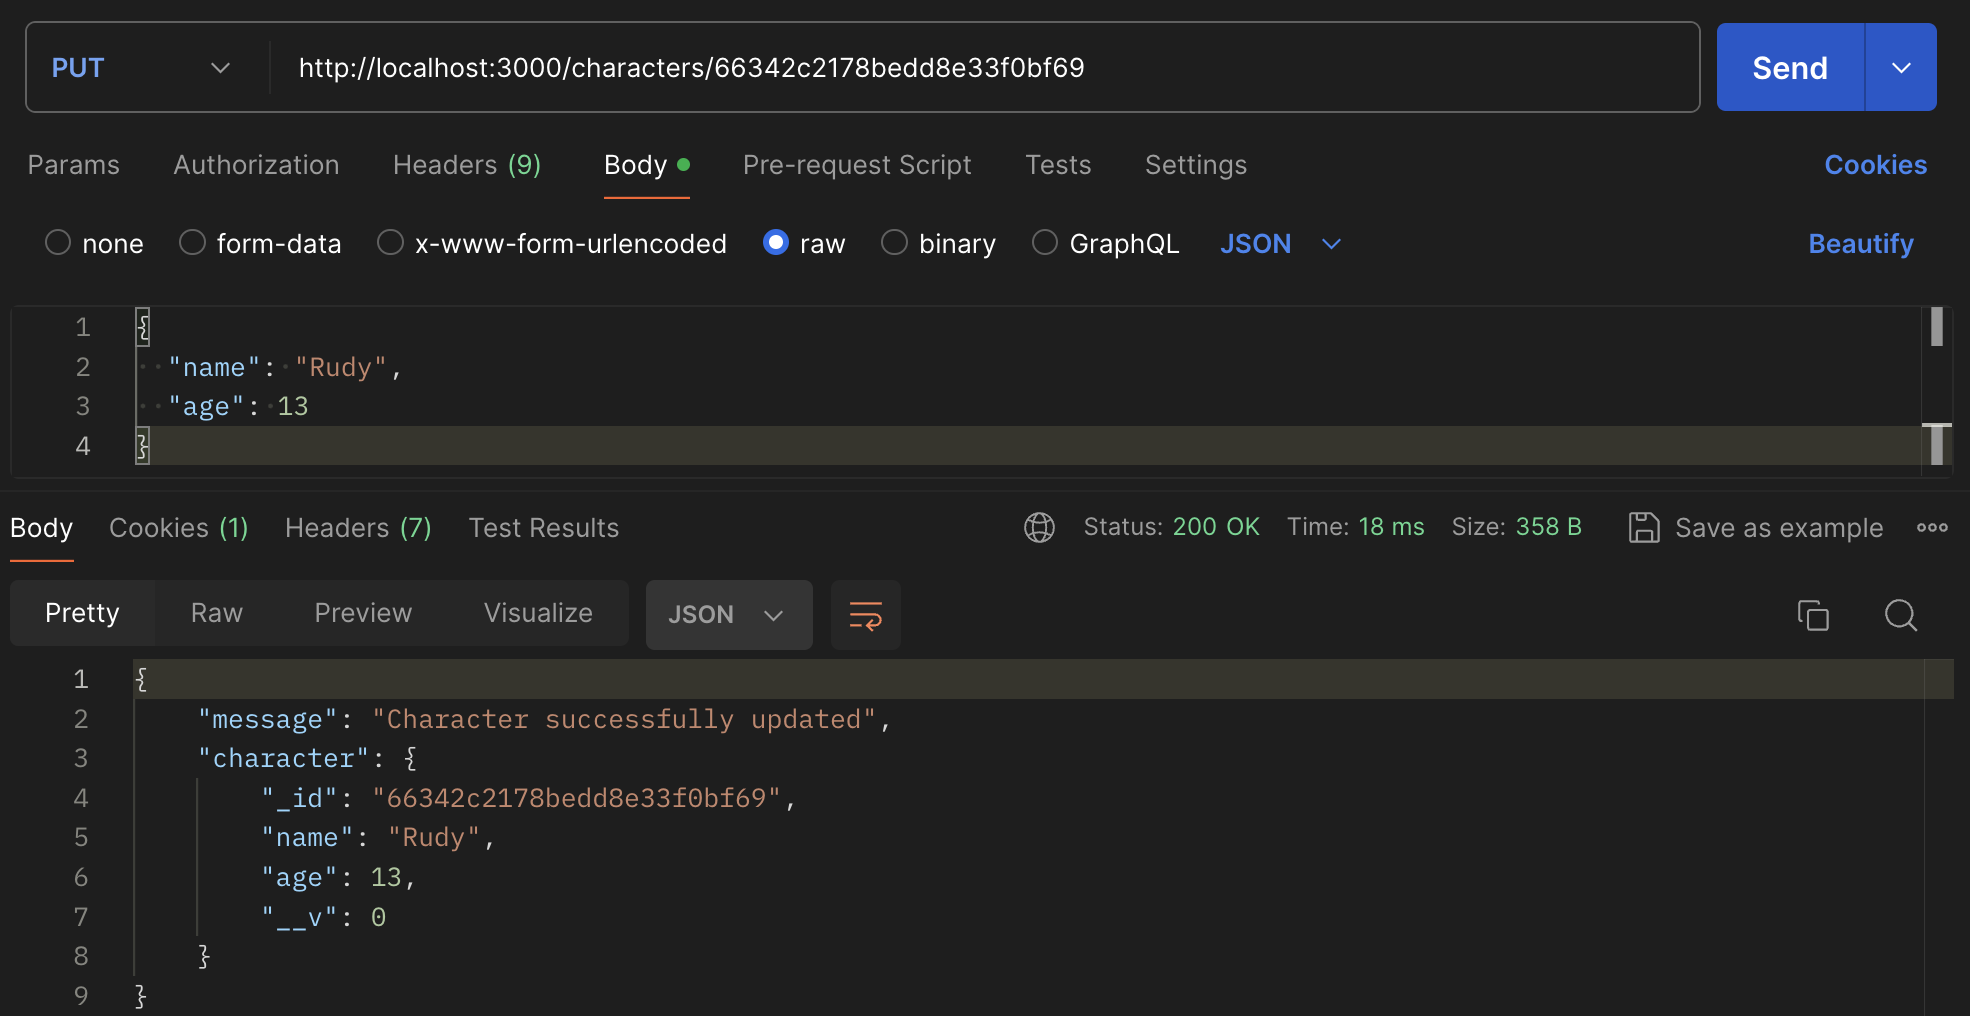 PUT http://localhost:3000/characters/66342c2178bedd8e33f0bf69 Send
Params Authorization Headers (9) Body Pre-request Script Tests Settings Cookies
none form-data x-www-form-urlencoded raw binary GraphQL JSON Beautify
1 {
2 "name": "Rudy",
3 "age": 13
4 }
Body Cookies (1) Headers (7) Test Results Status: 200 OK Time: 18 ms Size: 358 B Save as example
Pretty Raw Preview Visualize JSON
1 {
2 "message": "Character successfully updated",
3 "character": {
4 "_id": "66342c2178bedd8e33f0bf69",
5 "name": "Rudy",
6 "age": 13,
7 "__v": 0
8 }
9 }